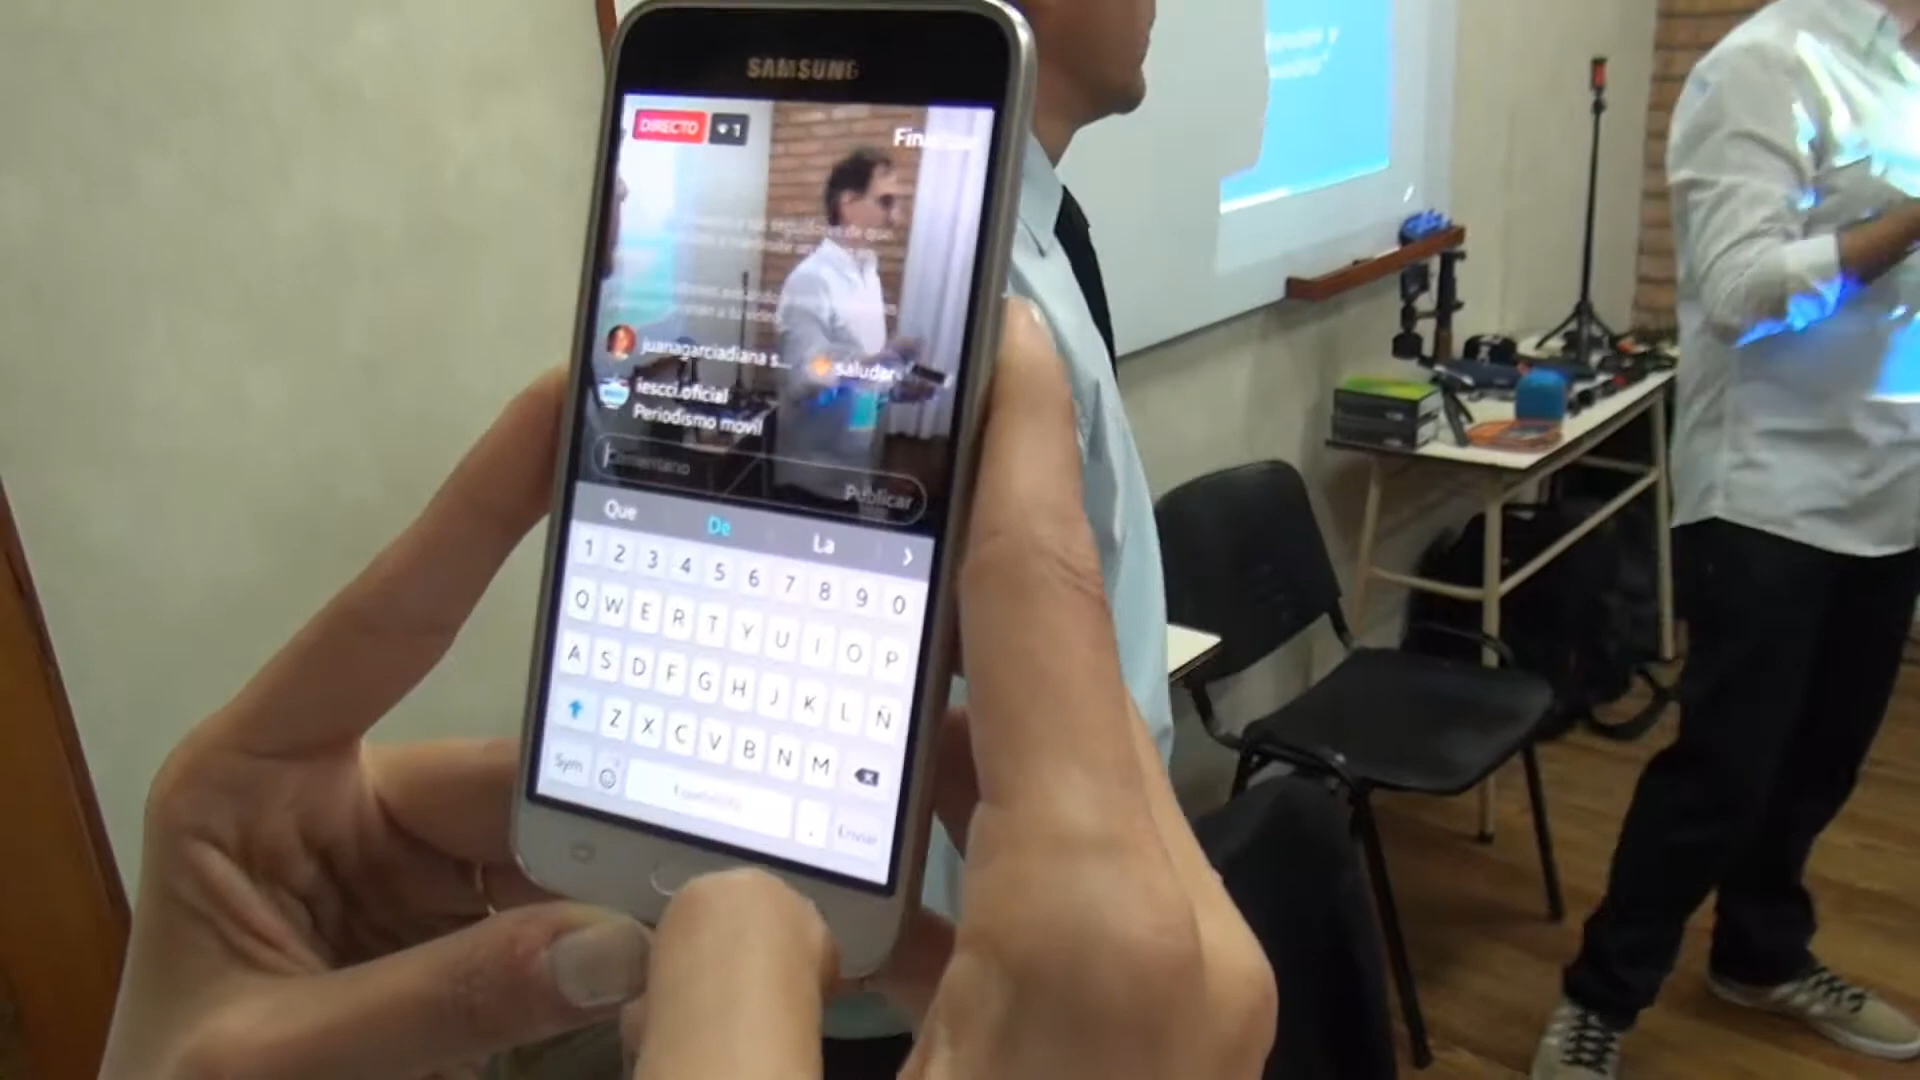 SAMSUNG
DIRECTO 1
juanagarciadiana s... saludar
iescci.oficial
Periodismo movil
Comentario
Publicar
Que De La
1 2 3 4 5 6 7 8 9 0
Q W E R T Y U I O P
A S D F G H J K L Ñ
Z X C V B N M
Sym . Enviar